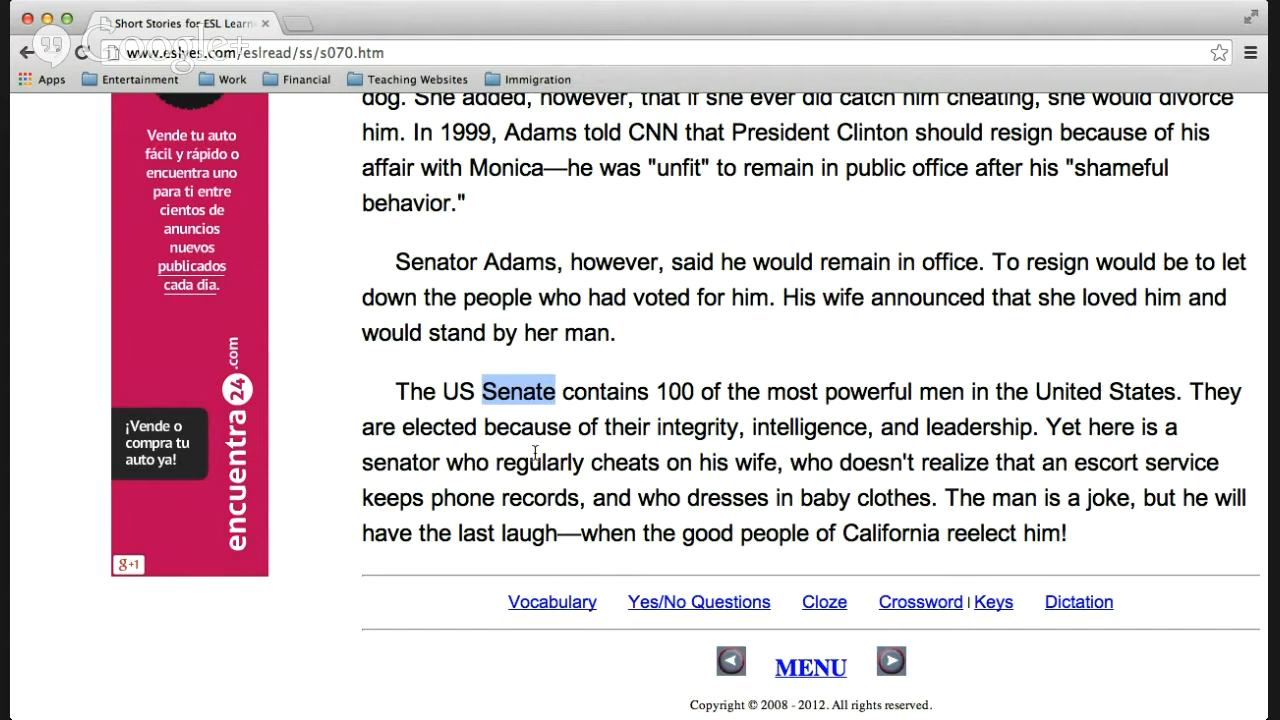 Short Stories for ESL Learn
Google+
www.eslyes.com/eslread/ss/s070.htm
Apps Entertainment Work Financial Teaching Websites Immigration
Vende tu auto
fácil y rápido o
encuentra uno
para ti entre
cientos de
anuncios
nuevos
publicados
cada dia.
encuentra24.com
¡Vende o
compra tu
auto ya!
g+1
dog. She added, however, that if she ever did catch him cheating, she would divorce
him. In 1999, Adams told CNN that President Clinton should resign because of his
affair with Monica—he was "unfit" to remain in public office after his "shameful
behavior."
Senator Adams, however, said he would remain in office. To resign would be to let
down the people who had voted for him. His wife announced that she loved him and
would stand by her man.
The US Senate contains 100 of the most powerful men in the United States. They
are elected because of their integrity, intelligence, and leadership. Yet here is a
senator who regularly cheats on his wife, who doesn't realize that an escort service
keeps phone records, and who dresses in baby clothes. The man is a joke, but he will
have the last laugh—when the good people of California reelect him!
Vocabulary Yes/No Questions Cloze Crossword | Keys Dictation
MENU
Copyright © 2008 - 2012. All rights reserved.